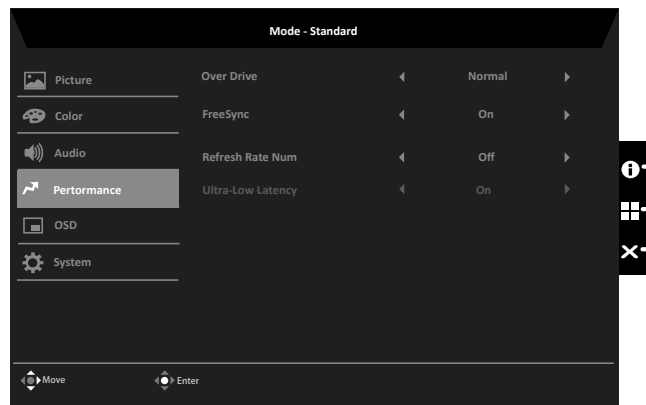 Mode - Standard
Picture
Over Drive Normal
Color
FreeSync On
Audio
Refresh Rate Num Off
Pertormance
Ultra-Low Latency On
OSD
System
Move Enter